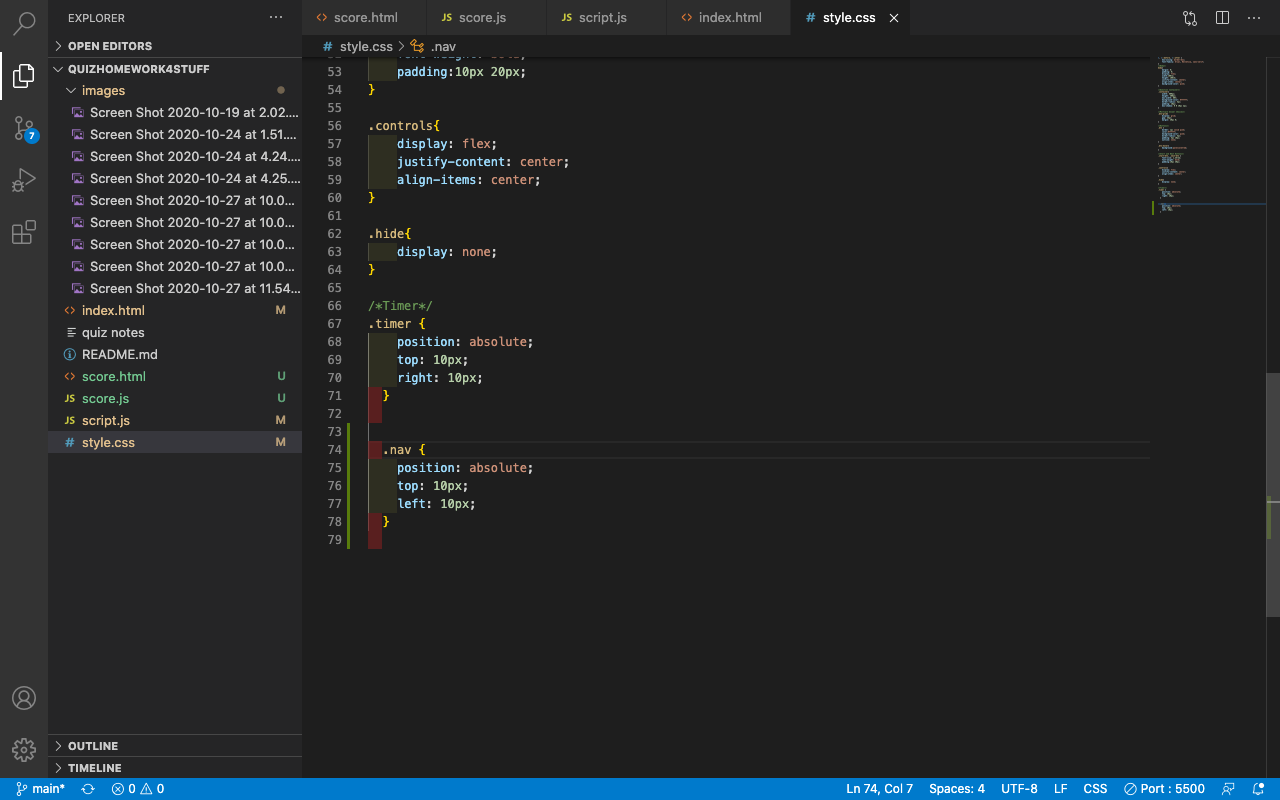 EXPLORER
OPEN EDITORS
QUIZHOMEWORK4STUFF
images
Screen Shot 2020-10-19 at 2.02....
Screen Shot 2020-10-24 at 1.51....
Screen Shot 2020-10-24 at 4.24....
Screen Shot 2020-10-24 at 4.25....
Screen Shot 2020-10-27 at 10.0...
Screen Shot 2020-10-27 at 10.0...
Screen Shot 2020-10-27 at 10.0...
Screen Shot 2020-10-27 at 10.0...
Screen Shot 2020-10-27 at 11.54...
<> index.html M
quiz notes
README.md
<> score.html U
JS score.js U
JS script.js M
# style.css M
OUTLINE
TIMELINE
7
<> score.html JS score.js JS script.js <> index.html # style.css
# style.css > .nav
53 padding:10px 20px;
54 }
55
56 .controls{
57 display: flex;
58 justify-content: center;
59 align-items: center;
60 }
61
62 .hide{
63 display: none;
64 }
65
66 /*Timer*/
67 .timer {
68 position: absolute;
69 top: 10px;
70 right: 10px;
71 }
72
73
74 .nav {
75 position: absolute;
76 top: 10px;
77 left: 10px;
78 }
79
main* 0 0 Ln 74, Col 7 Spaces: 4 UTF-8 LF CSS Port : 5500